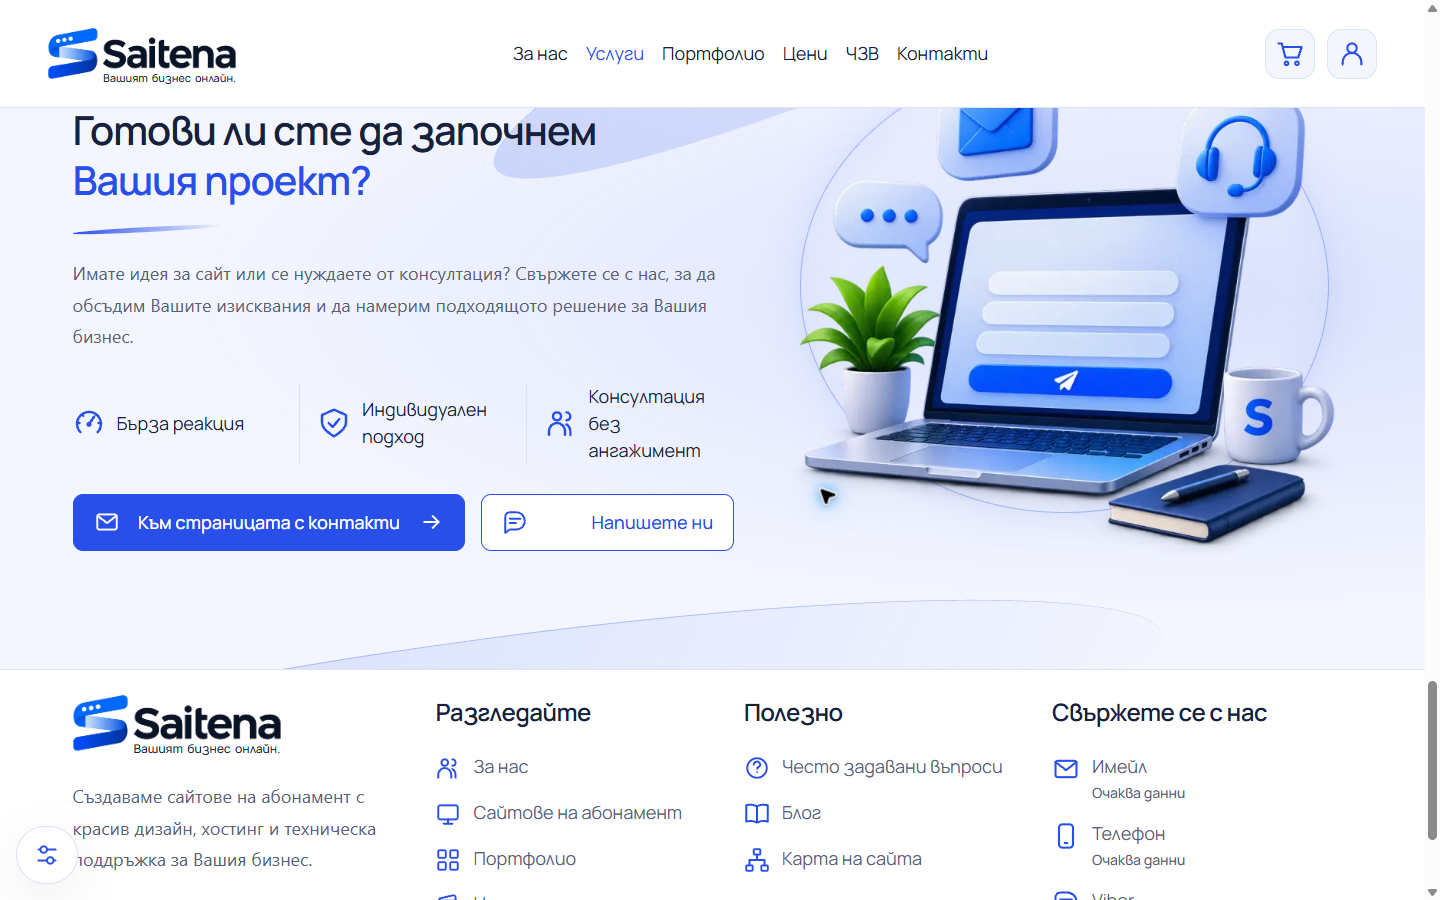 Saitena
Вашият бизнес онлайн.
За нас Услуги Портфолио Цени ЧЗВ Контакти
Готови ли сте да започнем
Вашия проект?
Имате идея за сайт или се нуждаете от консултация? Свържете се с нас, за да
обсъдим Вашите изисквания и да намерим подходящото решение за Вашия
бизнес.
Бърза реакция
Индивидуален
подход
Консултация
без
ангажимент
Към страницата с контакти
Напишете ни
S
Saitena
Вашият бизнес онлайн.
Създаваме сайтове на абонамент с
красив дизайн, хостинг и техническа
поддръжка за Вашия бизнес.
Разгледайте
За нас
Сайтове на абонамент
Портфолио
Полезно
Често задавани въпроси
Блог
Карта на сайта
Свържете се с нас
Имейл
Очаква данни
Телефон
Очаква данни
Viber